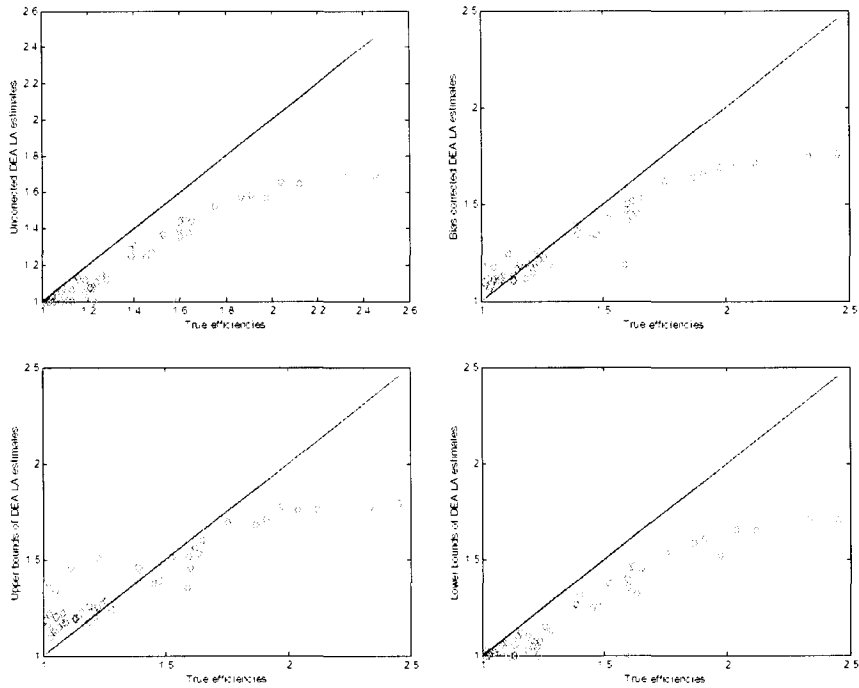 2 6
2.4
2.2
2
1.8
1.6
1.4
1.2
1
1 1 2 1 4 1 6 1 8 2 2.2 2 4 2 6
Uncorrected DEA LA estimates
True efficiencies
2.5
2
1.5
1
1 1.5 2 2.5
Bias corrected DEA LA estimates
True efficiencies
2 5
2
1 5
1
1 1 5 2 2.5
Upper bounds of DEA LA estimates
True efficiencies
2 5
2
1 5
1
1 1 5 2 2 5
Lower bounds of DEA LA estimates
True efficiencies